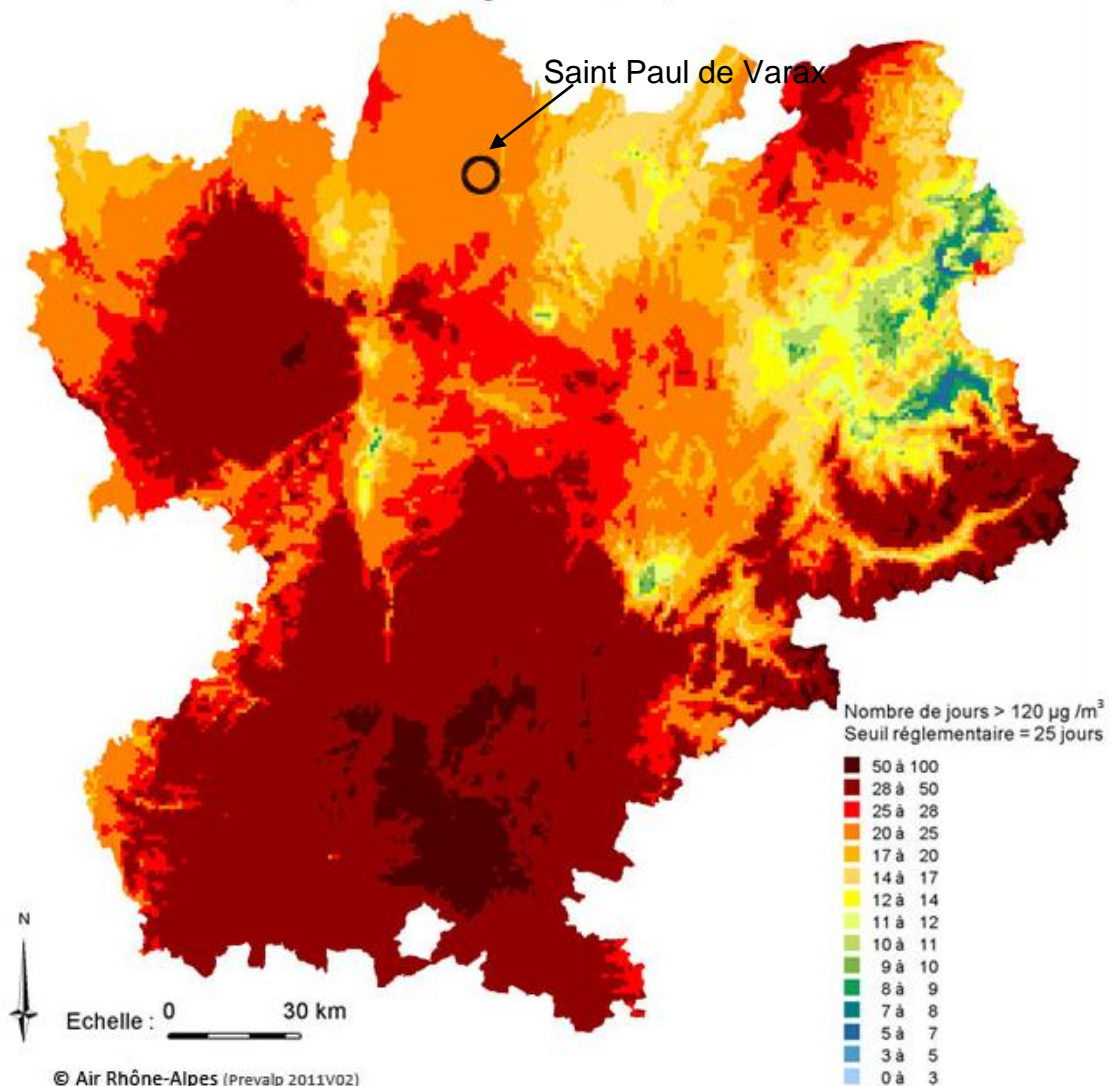 Saint Paul de Varax
Nombre de jours > 120 µg /m³
Seuil réglementaire = 25 jours
50 à 100
28 à 50
25 à 28
20 à 25
17 à 20
14 à 17
12 à 14
11 à 12
10 à 11
9 à 10
8 à 9
7 à 8
5 à 7
3 à 5
0 à 3
N
Echelle : 0 30 km
© Air Rhône-Alpes (Prevalp 2011V02)